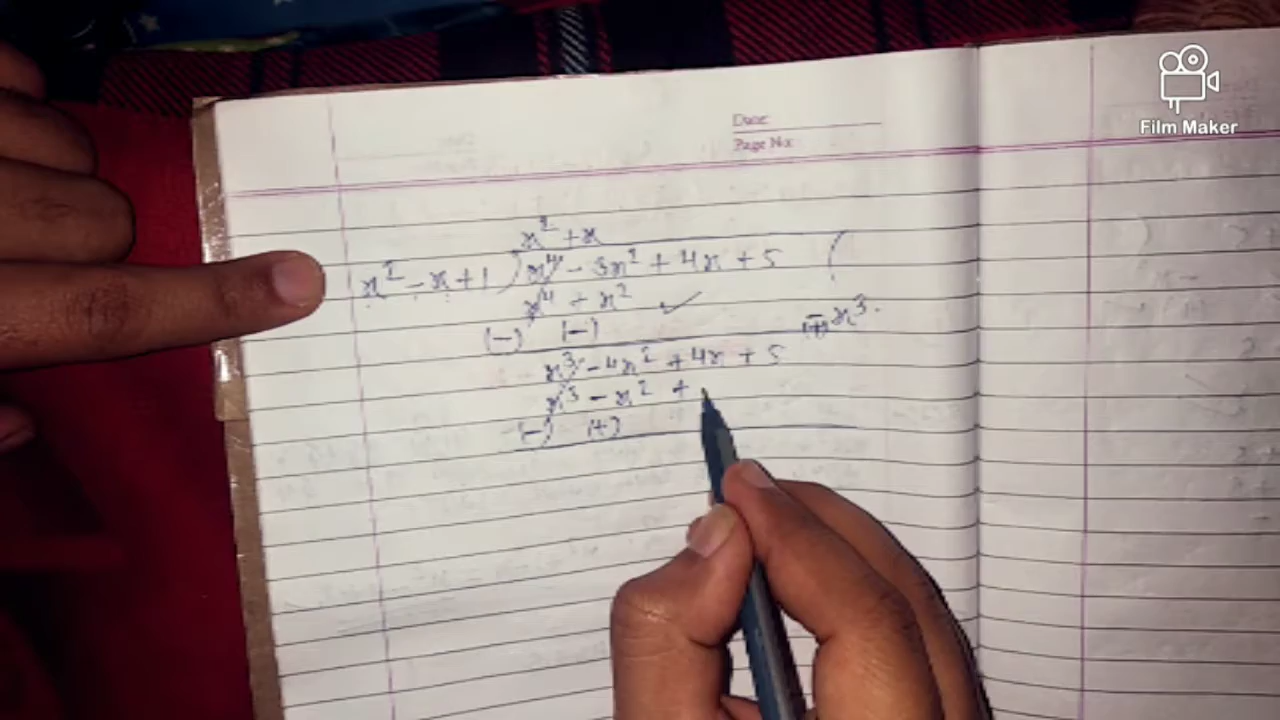 Film Maker
Date
Page No:
x² + x
x² - x + 1 ) x⁴ - 3x² + 4x + 5 (
x⁴ + x² ✓
(-) (-) x³.
x³ - 4x² + 4x + 5
x³ - x² +
(-) (+)